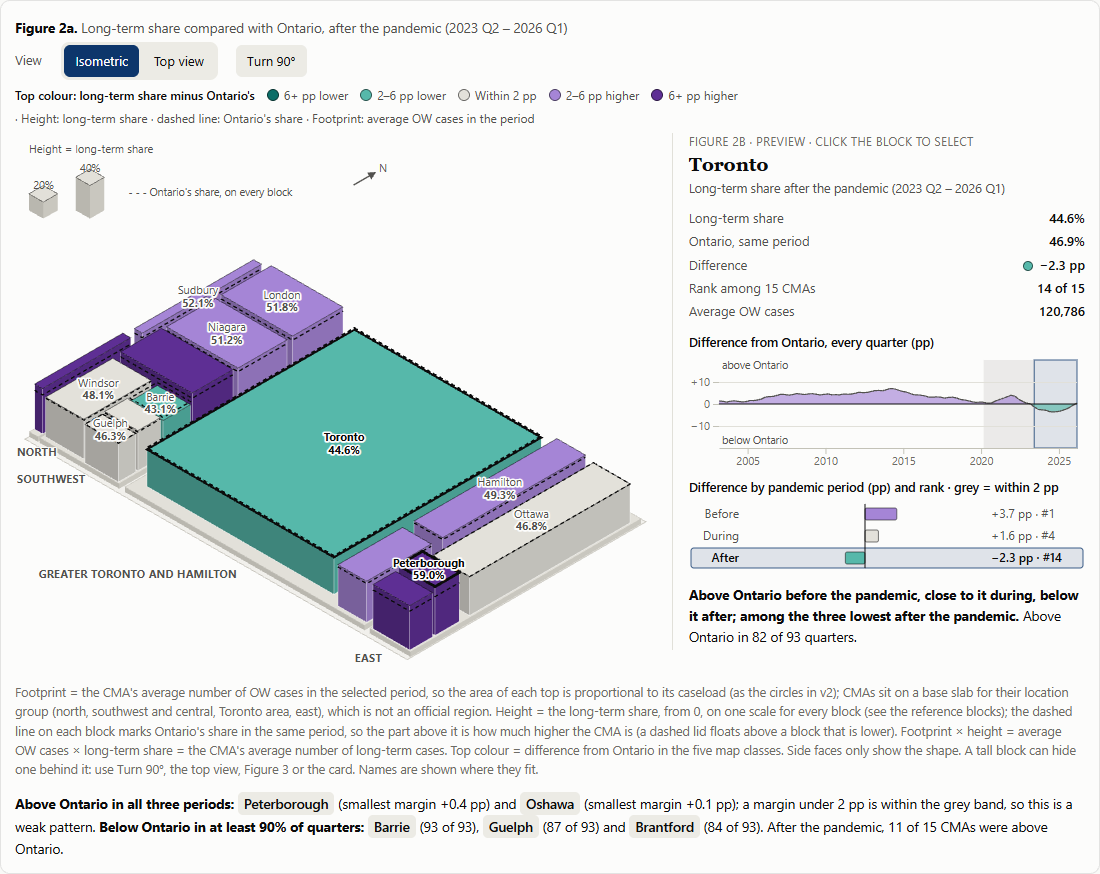 Figure 2a. Long-term share compared with Ontario, after the pandemic (2023 Q2 – 2026 Q1)
View Isometric Top view Turn 90°
Top colour: long-term share minus Ontario's 6+ pp lower 2–6 pp lower Within 2 pp 2–6 pp higher 6+ pp higher
· Height: long-term share · dashed line: Ontario's share · Footprint: average OW cases in the period
Height = long-term share
20%
40%
- - - Ontario's share, on every block
N
Sudbury
52.1%
London
51.8%
Niagara
51.2%
Windsor
48.1%
Barrie
43.1%
Guelph
46.3%
Toronto
44.6%
Hamilton
49.3%
Ottawa
46.8%
Peterborough
59.0%
NORTH
SOUTHWEST
GREATER TORONTO AND HAMILTON
EAST
FIGURE 2B · PREVIEW · CLICK THE BLOCK TO SELECT
Toronto
Long-term share after the pandemic (2023 Q2 – 2026 Q1)
Long-term share 44.6%
Ontario, same period 46.9%
Difference −2.3 pp
Rank among 15 CMAs 14 of 15
Average OW cases 120,786
Difference from Ontario, every quarter (pp)
above Ontario
+10
0
−10
below Ontario
2005 2010 2015 2020 2025
Difference by pandemic period (pp) and rank · grey = within 2 pp
Before +3.7 pp · #1
During +1.6 pp · #4
After −2.3 pp · #14
Above Ontario before the pandemic, close to it during, below
it after; among the three lowest after the pandemic. Above
Ontario in 82 of 93 quarters.
Footprint = the CMA's average number of OW cases in the selected period, so the area of each top is proportional to its caseload (as the circles in v2); CMAs sit on a base slab for their location
group (north, southwest and central, Toronto area, east), which is not an official region. Height = the long-term share, from 0, on one scale for every block (see the reference blocks); the dashed
line on each block marks Ontario's share in the same period, so the part above it is how much higher the CMA is (a dashed lid floats above a block that is lower). Footprint × height = average
OW cases × long-term share = the CMA's average number of long-term cases. Top colour = difference from Ontario in the five map classes. Side faces only show the shape. A tall block can hide
one behind it: use Turn 90°, the top view, Figure 3 or the card. Names are shown where they fit.
Above Ontario in all three periods: Peterborough (smallest margin +0.4 pp) and Oshawa (smallest margin +0.1 pp); a margin under 2 pp is within the grey band, so this is a
weak pattern. Below Ontario in at least 90% of quarters: Barrie (93 of 93), Guelph (87 of 93) and Brantford (84 of 93). After the pandemic, 11 of 15 CMAs were above
Ontario.